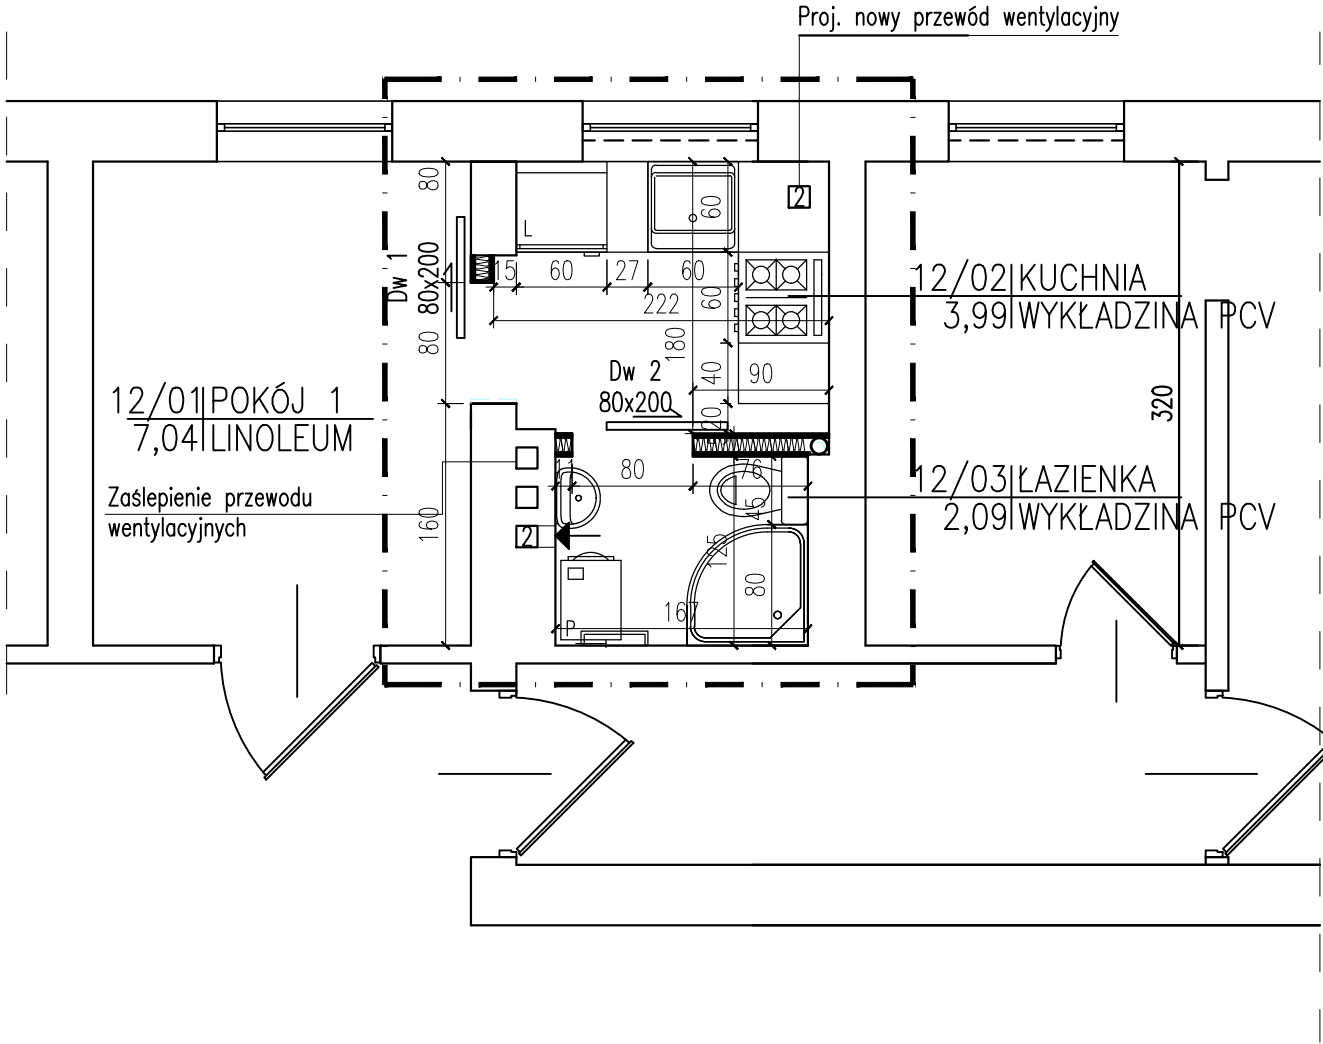 Proj. nowy przewód wentylacyjny
80
Dw 1
80x200
80
160
L
2
60
15 60 27 60
222
60
180
40
20
90
Dw 2
80x200
12/02 KUCHNIA
3,99 WYKŁADZINA PCV
320
12/01 POKÓJ 1
7,04 LINOLEUM
Zaślepienie przewodu
wentylacyjnych
11 80 76
45
125
80
2
167
P
12/03 ŁAZIENKA
2,09 WYKŁADZINA PCV